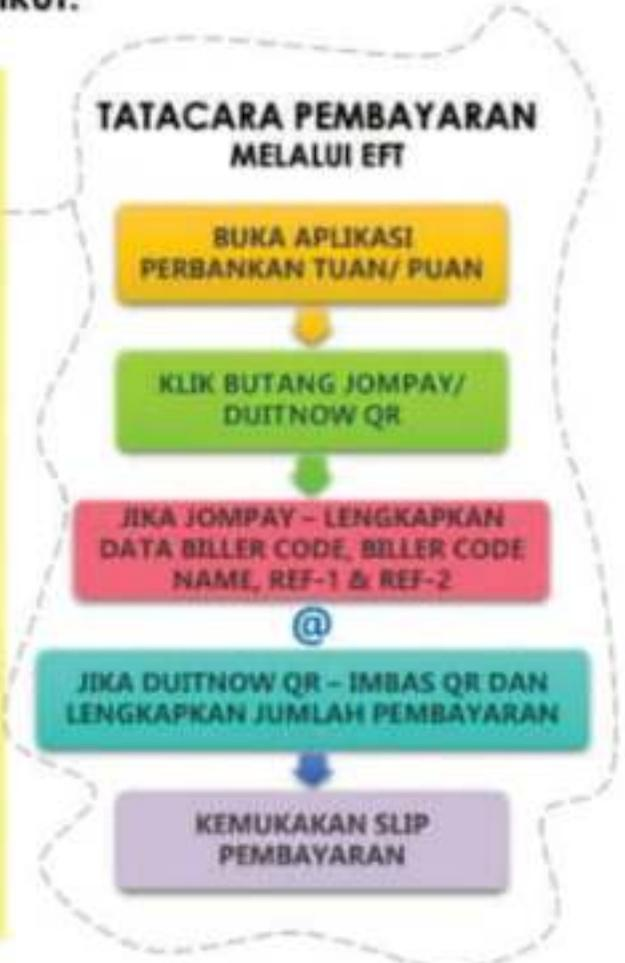 TATACARA PEMBAYARAN
MELALUI EFT
BUKA APLIKASI
PERBANKAN TUAN/ PUAN
KLIK BUTANG JOMPAY/
DUITNOW QR
JIKA JOMPAY – LENGKAPKAN
DATA BILLER CODE, BILLER CODE
NAME, REF-1 & REF-2
@
JIKA DUITNOW QR – IMBAS QR DAN
LENGKAPKAN JUMLAH PEMBAYARAN
KEMUKAKAN SLIP
PEMBAYARAN